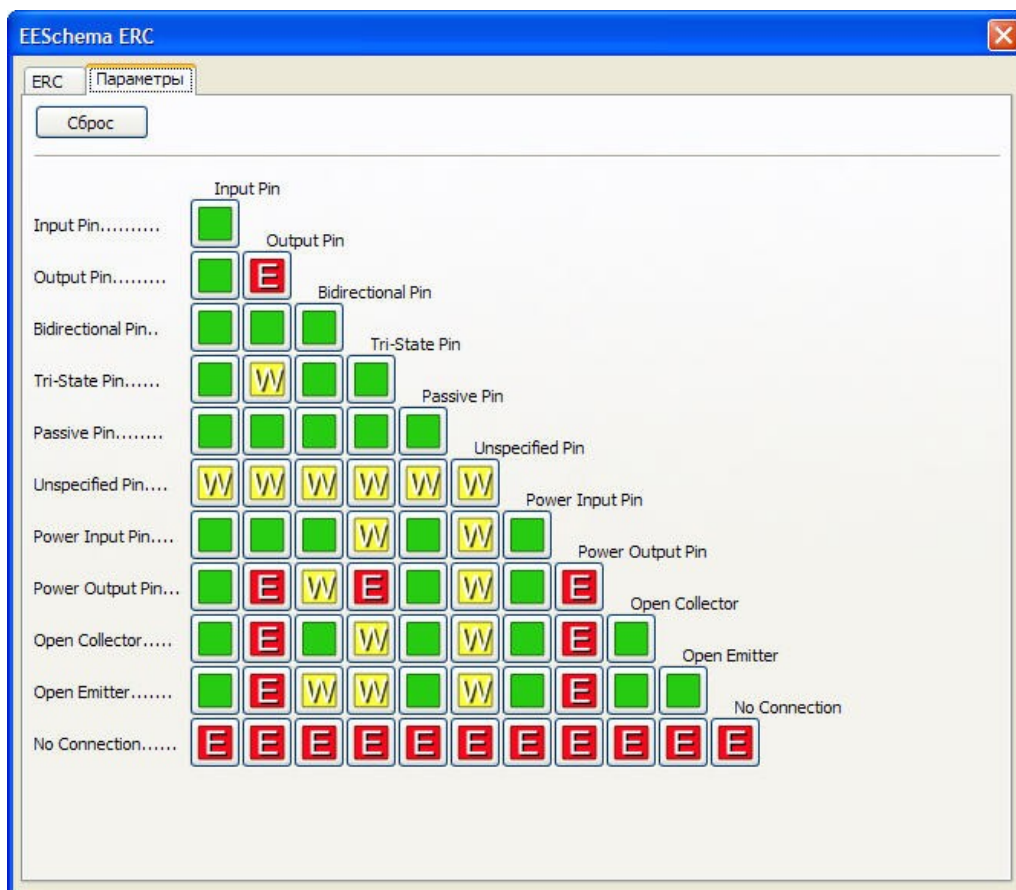 EESchema ERC
ERC Параметры
Сброс
Input Pin
Input Pin..........
Output Pin
Output Pin......... E
Bidirectional Pin
Bidirectional Pin..
Tri-State Pin
Tri-State Pin...... W
Passive Pin
Passive Pin........
Unspecified Pin
Unspecified Pin.... W W W W W W
Power Input Pin
Power Input Pin.... W W
Power Output Pin
Power Output Pin... E W E W E
Open Collector
Open Collector..... E W W E
Open Emitter
Open Emitter....... E W W W E
No Connection
No Connection...... E E E E E E E E E E E